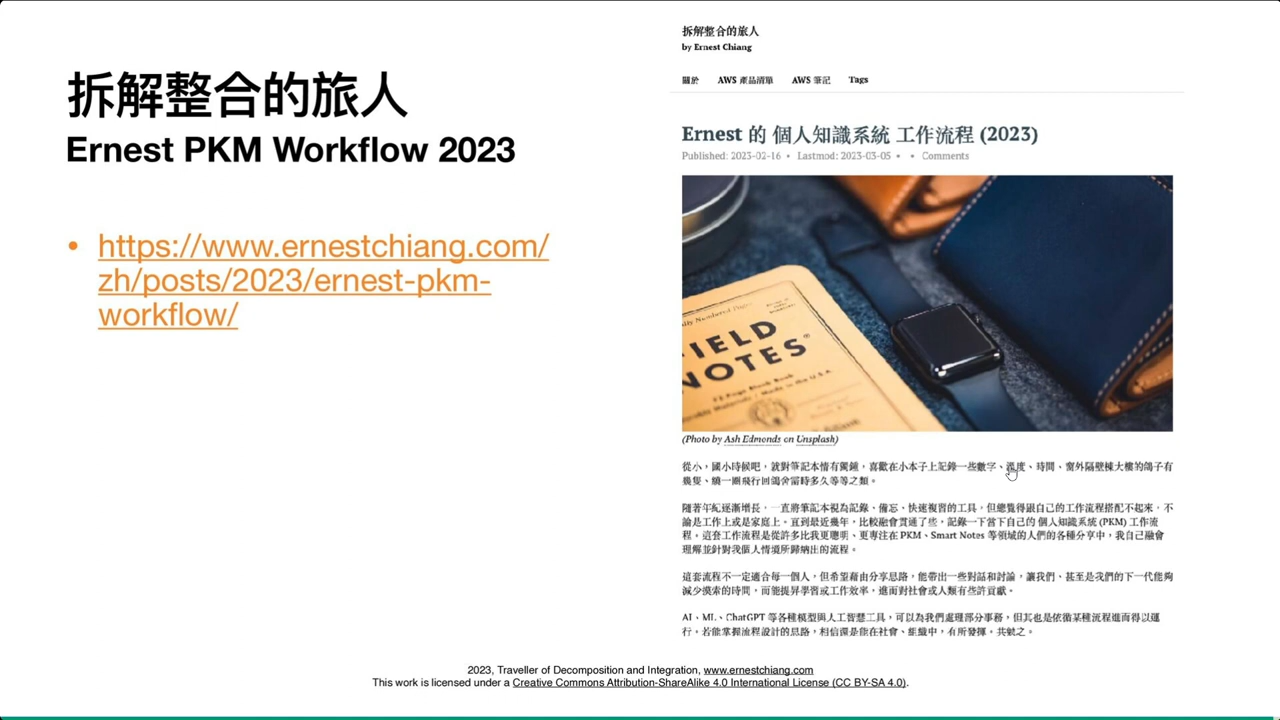 拆解整合的旅人
Ernest PKM Workflow 2023
• https://www.ernestchiang.com/
zh/posts/2023/ernest-pkm-
workflow/
拆解整合的旅人
by Ernest Chiang
關於 AWS 產品清單 AWS 筆記 Tags
Ernest 的 個人知識系統 工作流程 (2023)
Published: 2023-02-16 • Lastmod: 2023-03-05 • • Comments
FIELD
NOTES
(Photo by Ash Edmonds on Unsplash)
從小，國小時候吧，就對筆記本情有獨鍾，喜歡在小本子上記錄一些數字、溫度、時間、窗外隔壁棟大樓的鴿子有
幾隻、繞一圈飛行回鴿舍需時多久等等之類。
隨著年紀逐漸增長，一直將筆記本視為記錄、備忘、快速複習的工具，但總覺得跟自己的工作流程搭配不起來，不
論是工作上或是家庭上。直到最近幾年，比較融會貫通了些，記錄一下當下自己的 個人知識系統 (PKM) 工作流
程。這套工作流程是從許多比我更聰明、更專注在 PKM、Smart Notes 等領域的人們的各種分享中，我自己融會
理解並針對我個人情境所歸納出的流程。
這套流程不一定適合每一個人，但希望藉由分享思路，能帶出一些對話和討論，讓我們、甚至是我們的下一代能夠
減少摸索的時間，而能提昇學習或工作效率，進而對社會或人類有些許貢獻。
AI、ML、ChatGPT 等各種模型與人工智慧工具，可以為我們處理部分事務，但其也是依循某種流程進而得以運
行。若能掌握流程設計的思路，相信還是能在社會、組織中，有所發揮。共勉之。
2023, Traveller of Decomposition and Integration, www.ernestchiang.com
This work is licensed under a Creative Commons Attribution-ShareAlike 4.0 International License (CC BY-SA 4.0).